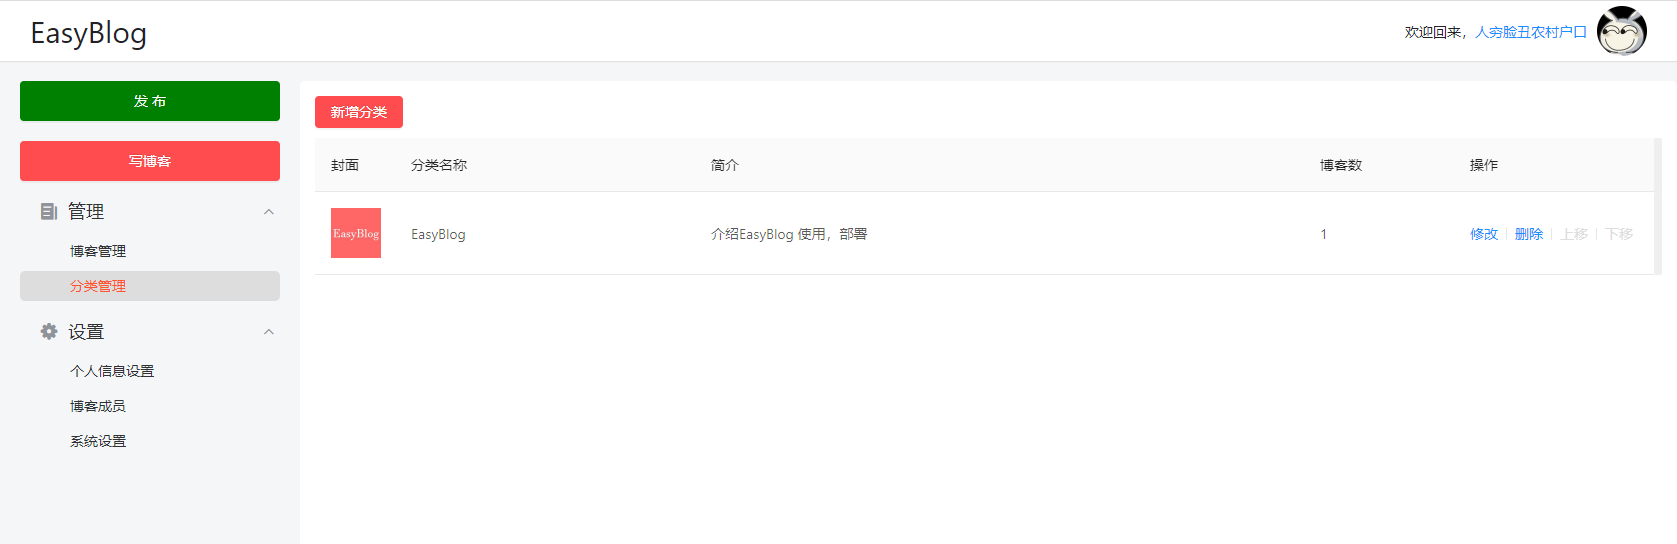 EasyBlog
欢迎回来，人穷脸丑农村户口
发 布
写博客
管理
博客管理
分类管理
设置
个人信息设置
博客成员
系统设置
新增分类
封面 分类名称 简介 博客数 操作
EasyBlog EasyBlog 介绍EasyBlog 使用，部署 1 修改 删除 上移 下移